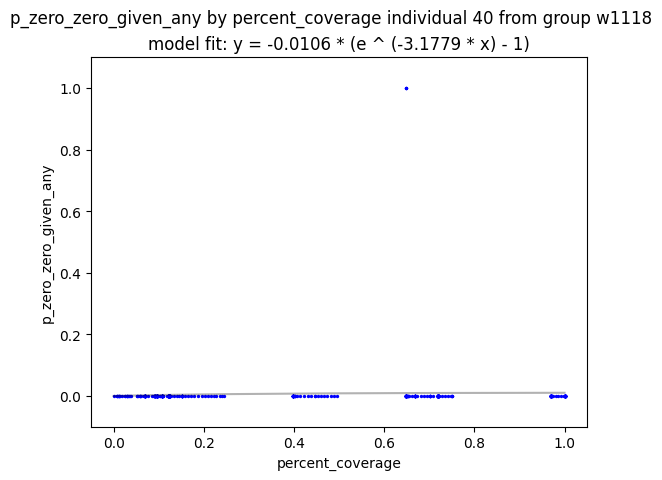 p_zero_zero_given_any by percent_coverage individual 40 from group w1118
model fit: y = -0.0106 * (e ^ (-3.1779 * x) - 1)
1.0
0.8
0.6
0.4
0.2
0.0
p_zero_zero_given_any
0.0 0.2 0.4 0.6 0.8 1.0
percent_coverage